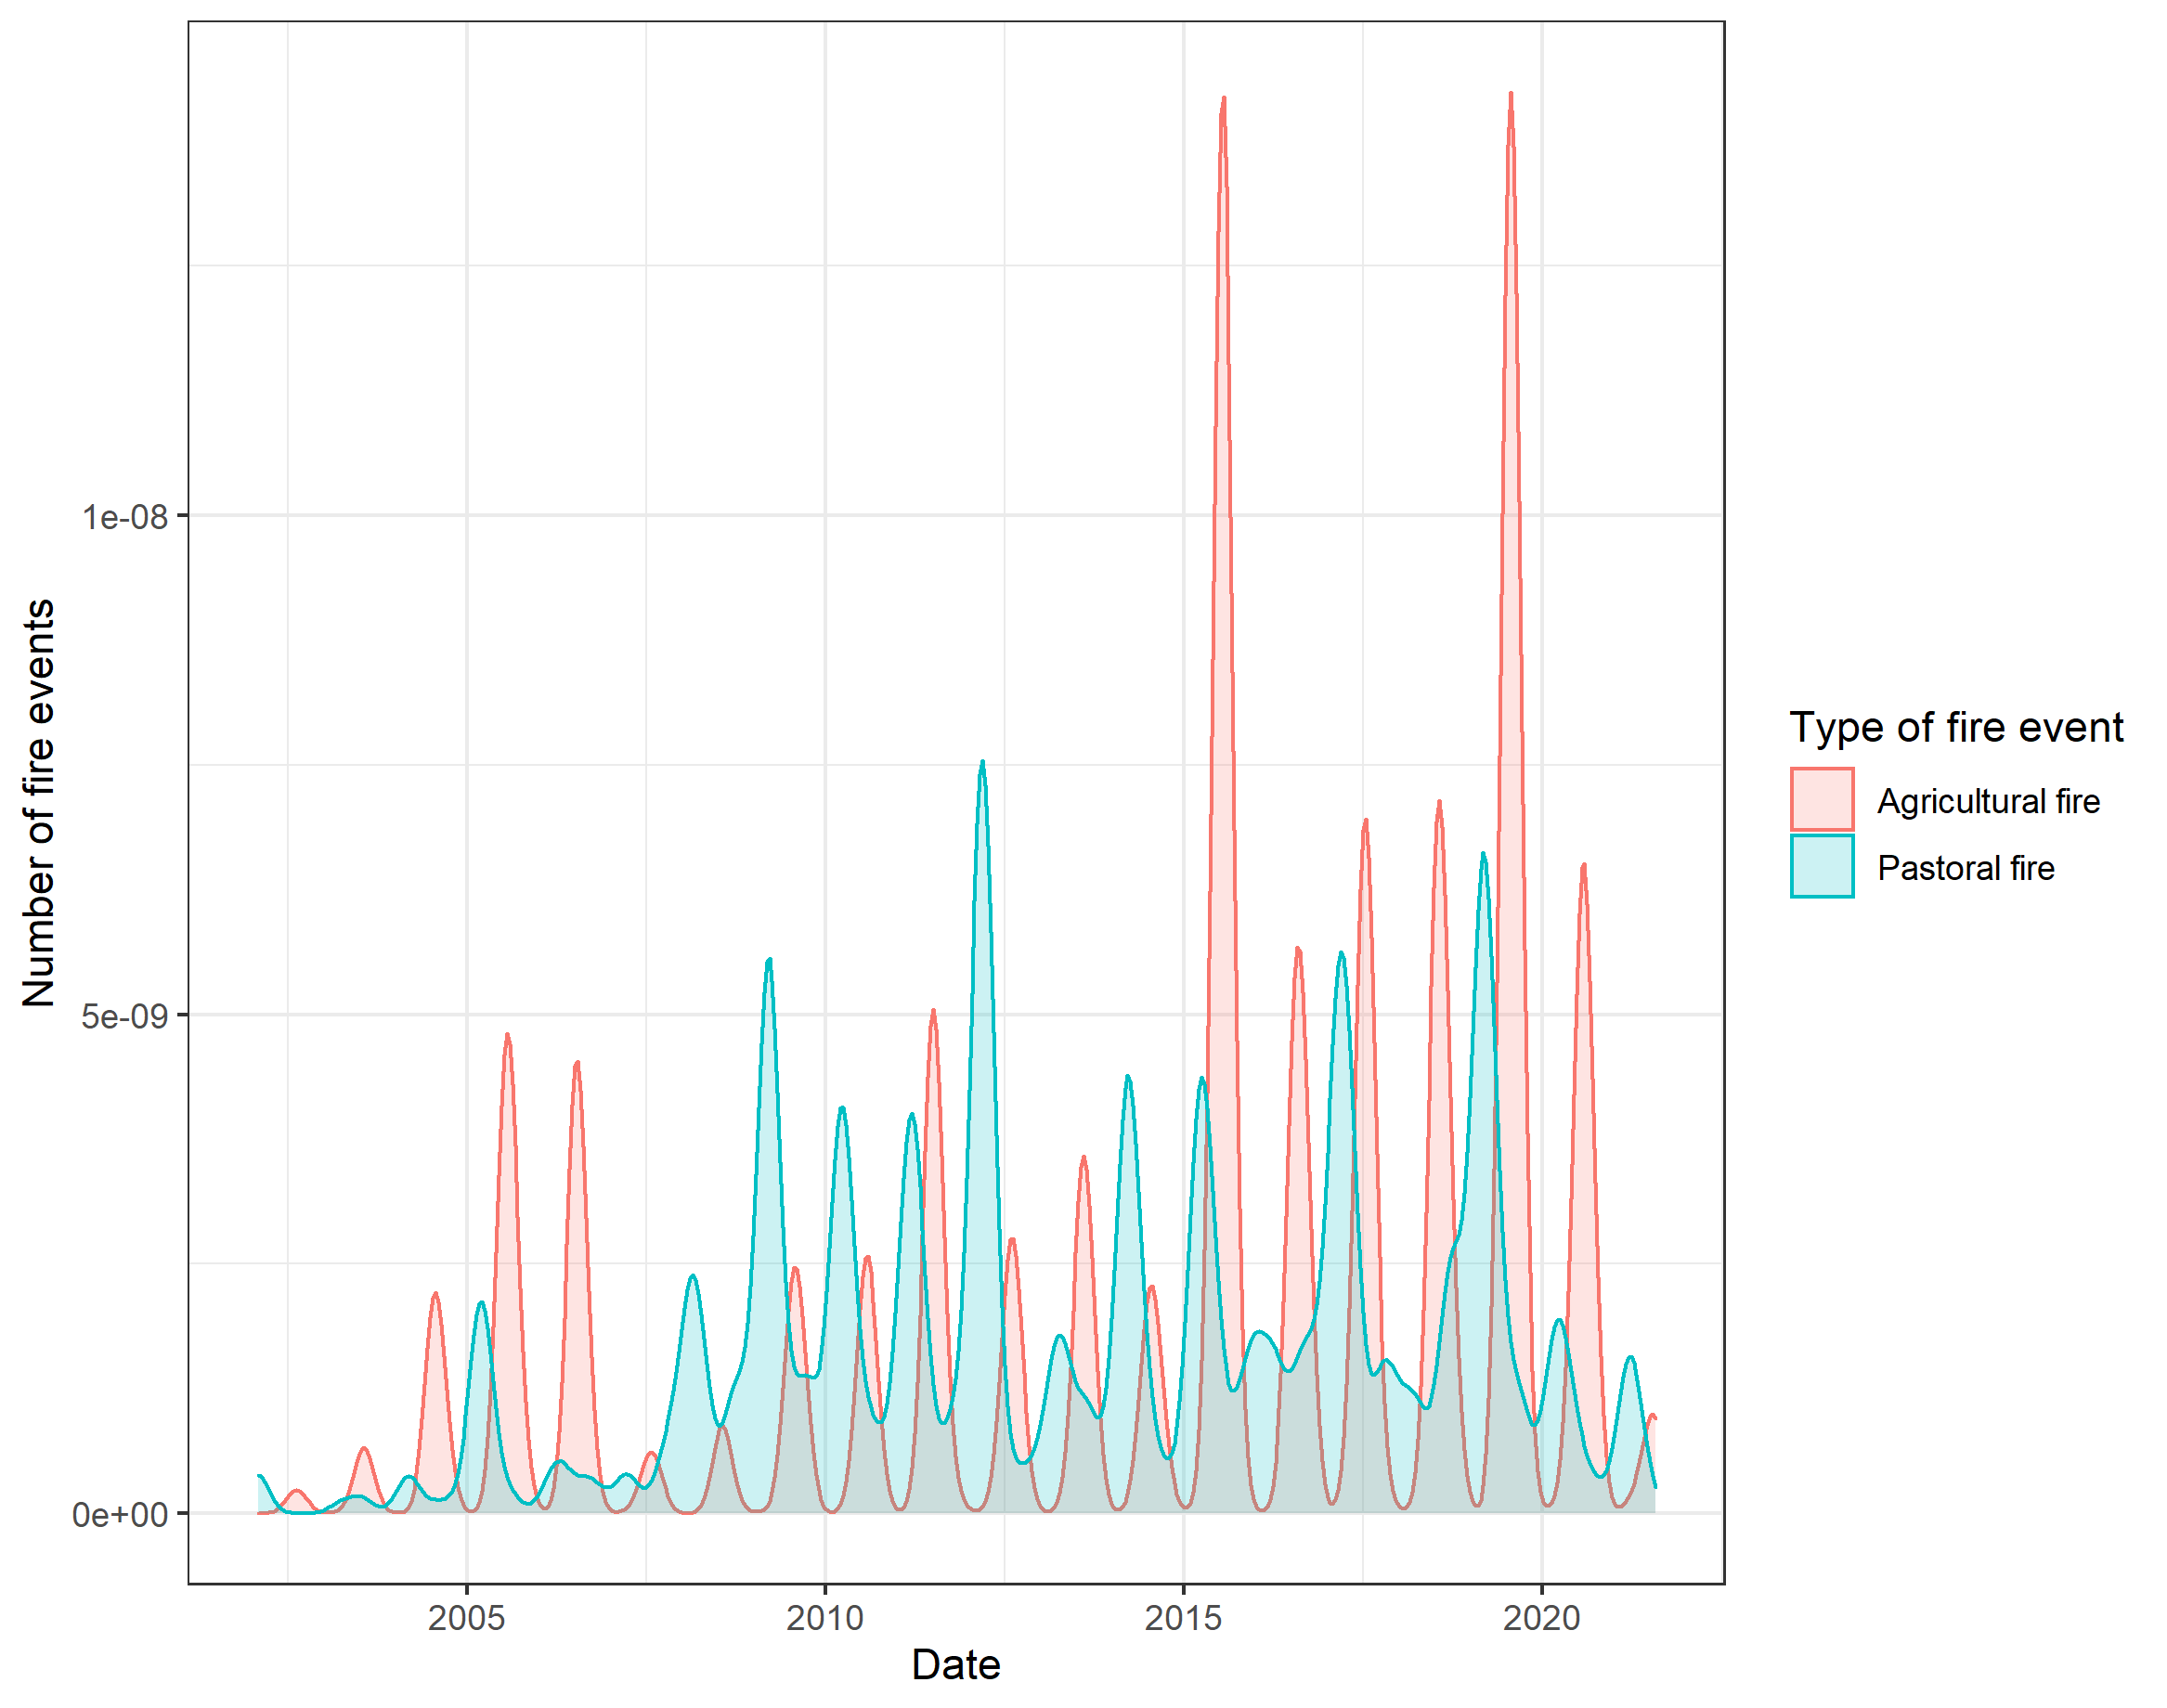 Number of fire events
1e-08
5e-09
0e+00
2005
2010
2015
2020
Date
Type of fire event
Agricultural fire
Pastoral fire